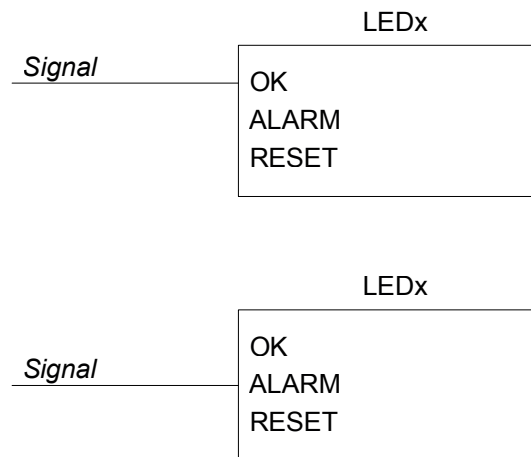 LEDx
Signal
OK
ALARM
RESET
LEDx
Signal
OK
ALARM
RESET